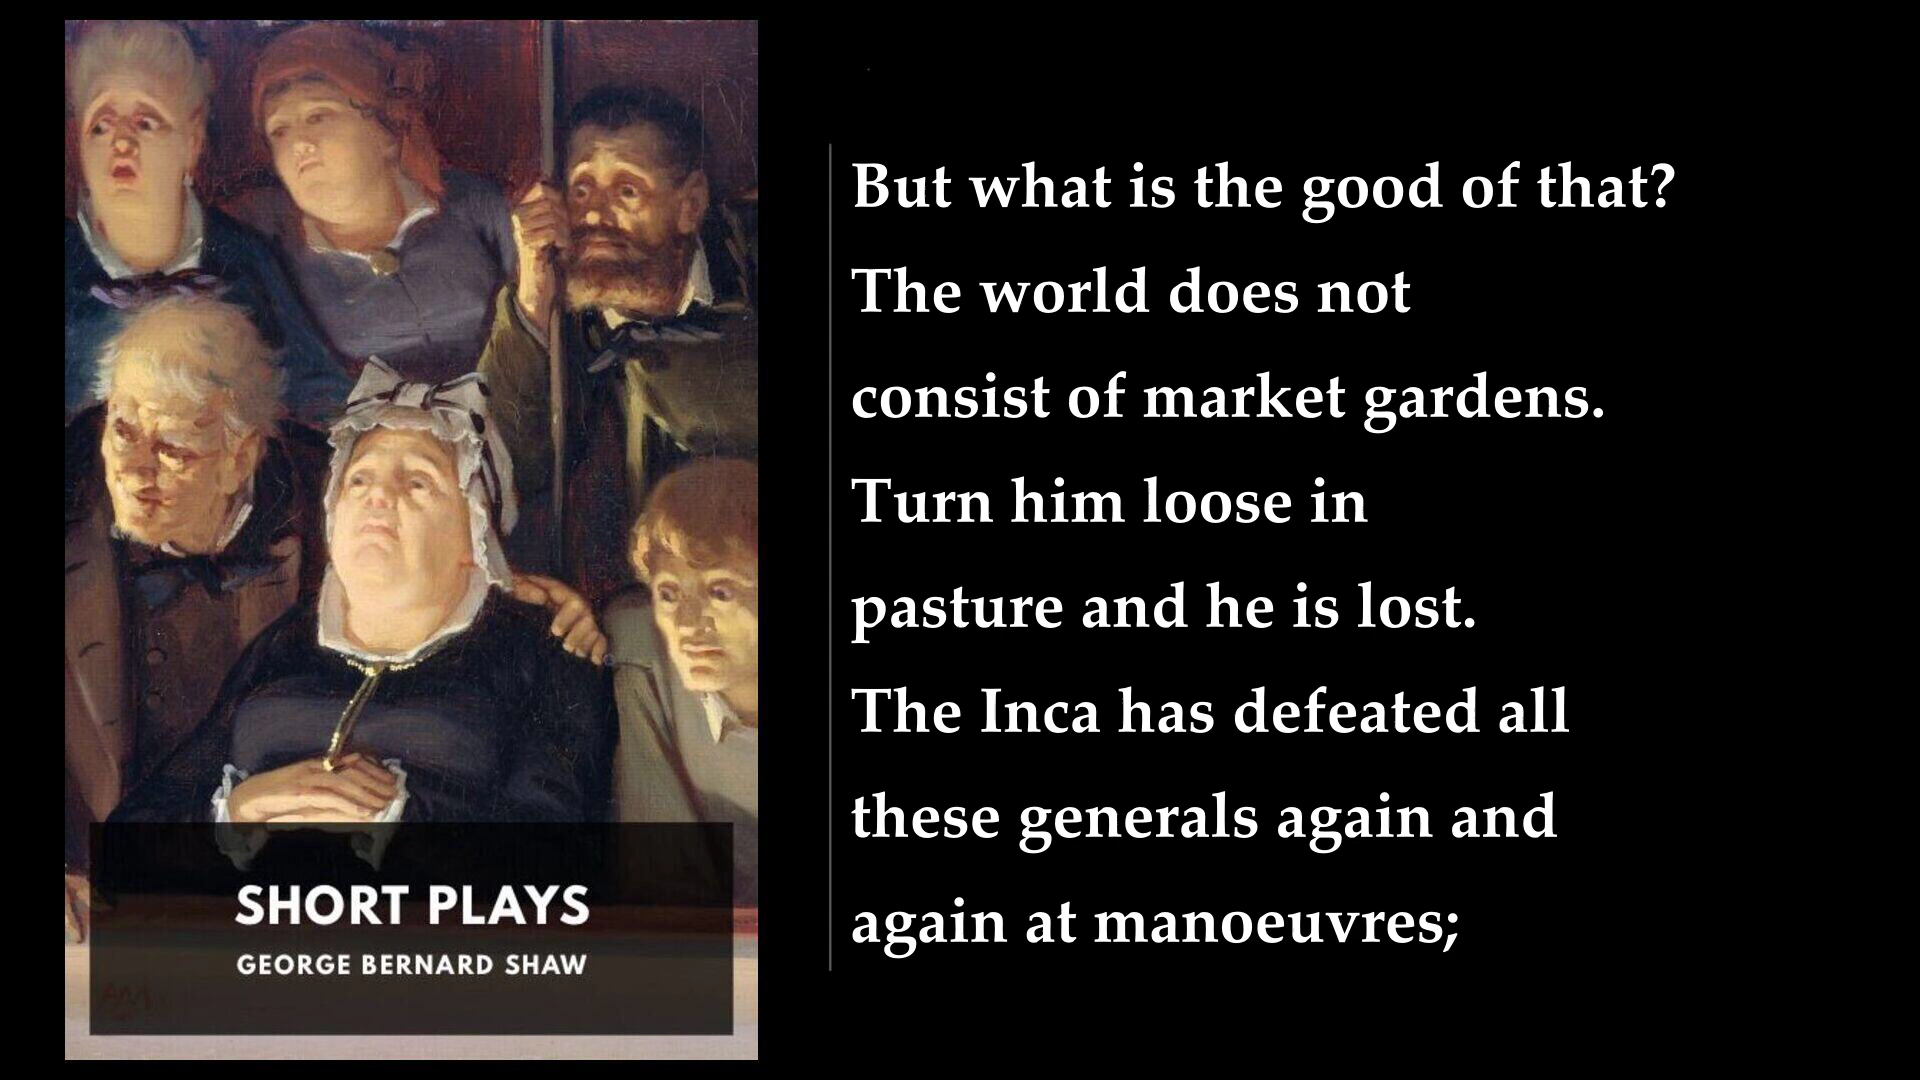 SHORT PLAYS
GEORGE BERNARD SHAW
But what is the good of that?
The world does not
consist of market gardens.
Turn him loose in
pasture and he is lost.
The Inca has defeated all
these generals again and
again at manoeuvres;